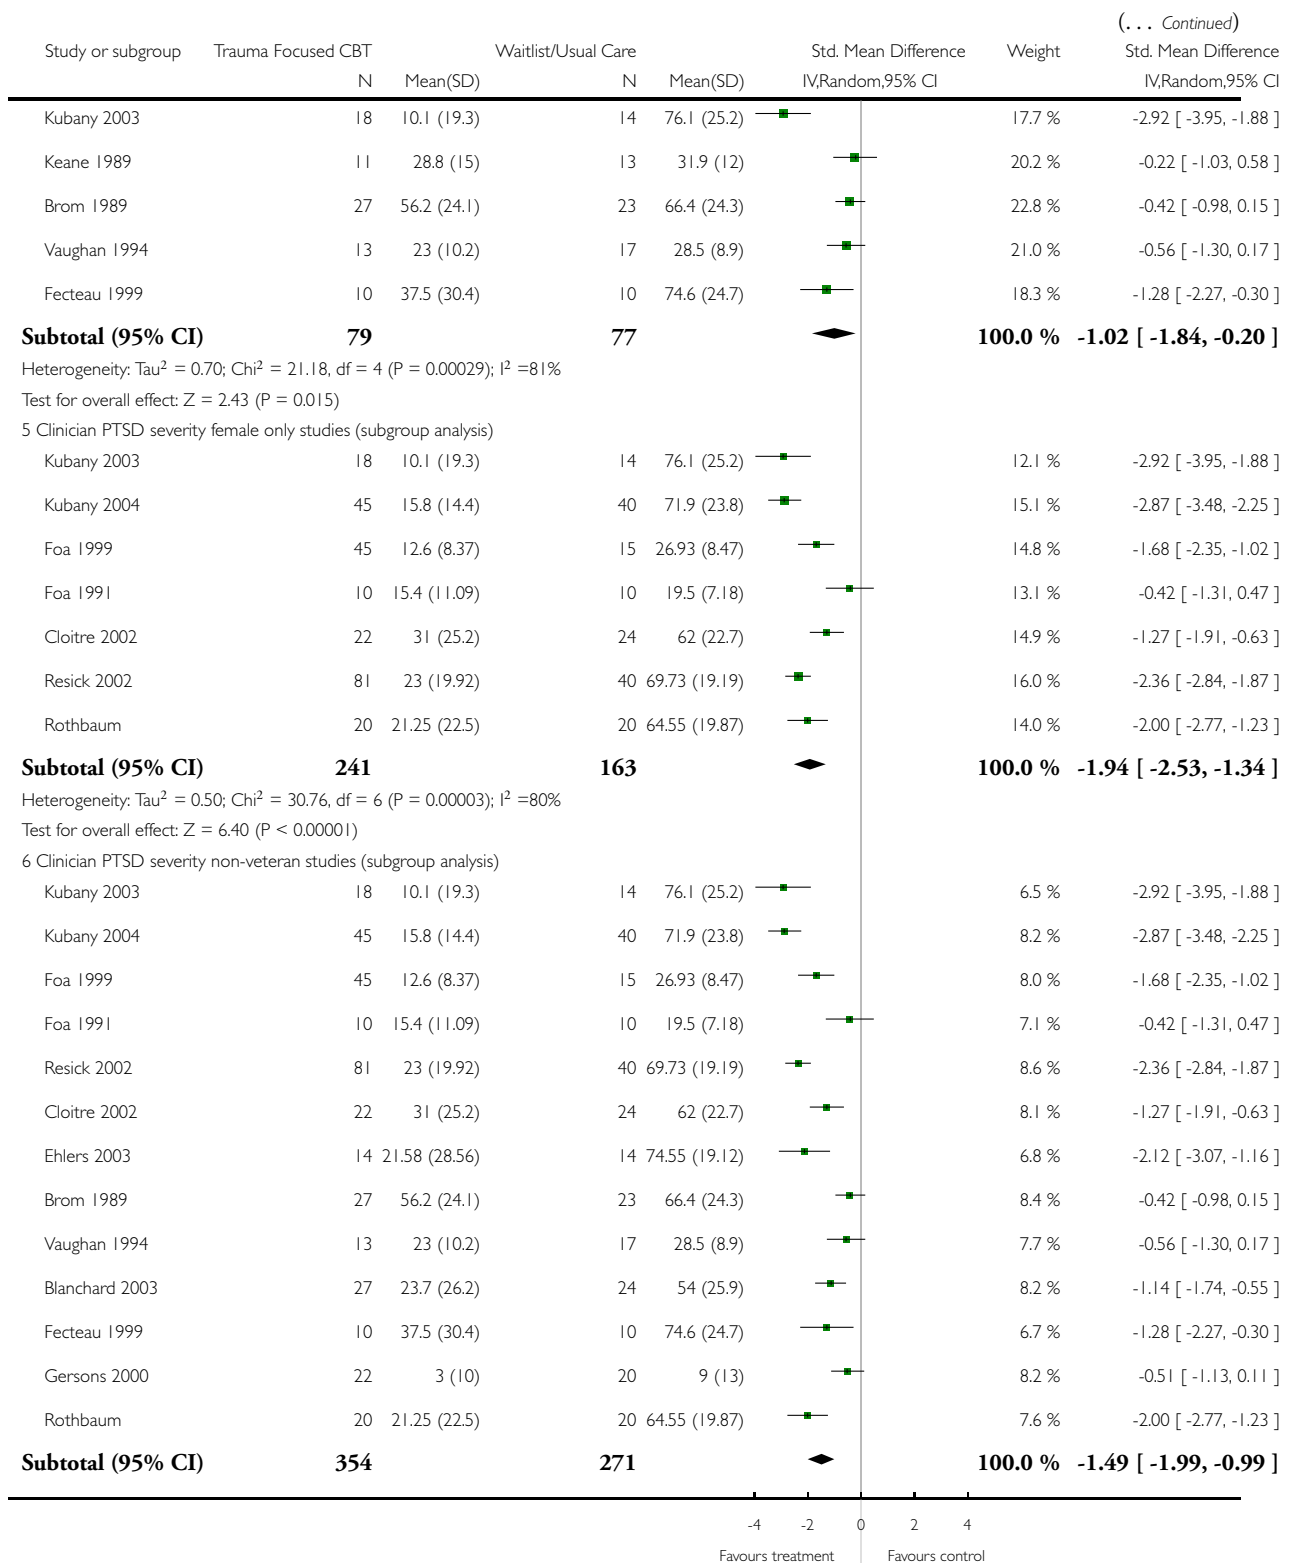 (... Continued)
Study or subgroup Trauma Focused CBT Waitlist/Usual Care Std. Mean Difference Weight Std. Mean Difference
N Mean(SD) N Mean(SD) IV,Random,95% CI IV,Random,95% CI
Kubany 2003 18 10.1 (19.3) 14 76.1 (25.2) 17.7 % -2.92 [ -3.95, -1.88 ]
Keane 1989 11 28.8 (15) 13 31.9 (12) 20.2 % -0.22 [ -1.03, 0.58 ]
Brom 1989 27 56.2 (24.1) 23 66.4 (24.3) 22.8 % -0.42 [ -0.98, 0.15 ]
Vaughan 1994 13 23 (10.2) 17 28.5 (8.9) 21.0 % -0.56 [ -1.30, 0.17 ]
Fecteau 1999 10 37.5 (30.4) 10 74.6 (24.7) 18.3 % -1.28 [ -2.27, -0.30 ]
Subtotal (95% CI) 79 77 100.0 % -1.02 [ -1.84, -0.20 ]
Heterogeneity: Tau² = 0.70; Chi² = 21.18, df = 4 (P = 0.00029); I² =81%
Test for overall effect: Z = 2.43 (P = 0.015)
5 Clinician PTSD severity female only studies (subgroup analysis)
Kubany 2003 18 10.1 (19.3) 14 76.1 (25.2) 12.1 % -2.92 [ -3.95, -1.88 ]
Kubany 2004 45 15.8 (14.4) 40 71.9 (23.8) 15.1 % -2.87 [ -3.48, -2.25 ]
Foa 1999 45 12.6 (8.37) 15 26.93 (8.47) 14.8 % -1.68 [ -2.35, -1.02 ]
Foa 1991 10 15.4 (11.09) 10 19.5 (7.18) 13.1 % -0.42 [ -1.31, 0.47 ]
Cloitre 2002 22 31 (25.2) 24 62 (22.7) 14.9 % -1.27 [ -1.91, -0.63 ]
Resick 2002 81 23 (19.92) 40 69.73 (19.19) 16.0 % -2.36 [ -2.84, -1.87 ]
Rothbaum 20 21.25 (22.5) 20 64.55 (19.87) 14.0 % -2.00 [ -2.77, -1.23 ]
Subtotal (95% CI) 241 163 100.0 % -1.94 [ -2.53, -1.34 ]
Heterogeneity: Tau² = 0.50; Chi² = 30.76, df = 6 (P = 0.00003); I² =80%
Test for overall effect: Z = 6.40 (P < 0.00001)
6 Clinician PTSD severity non-veteran studies (subgroup analysis)
Kubany 2003 18 10.1 (19.3) 14 76.1 (25.2) 6.5 % -2.92 [ -3.95, -1.88 ]
Kubany 2004 45 15.8 (14.4) 40 71.9 (23.8) 8.2 % -2.87 [ -3.48, -2.25 ]
Foa 1999 45 12.6 (8.37) 15 26.93 (8.47) 8.0 % -1.68 [ -2.35, -1.02 ]
Foa 1991 10 15.4 (11.09) 10 19.5 (7.18) 7.1 % -0.42 [ -1.31, 0.47 ]
Resick 2002 81 23 (19.92) 40 69.73 (19.19) 8.6 % -2.36 [ -2.84, -1.87 ]
Cloitre 2002 22 31 (25.2) 24 62 (22.7) 8.1 % -1.27 [ -1.91, -0.63 ]
Ehlers 2003 14 21.58 (28.56) 14 74.55 (19.12) 6.8 % -2.12 [ -3.07, -1.16 ]
Brom 1989 27 56.2 (24.1) 23 66.4 (24.3) 8.4 % -0.42 [ -0.98, 0.15 ]
Vaughan 1994 13 23 (10.2) 17 28.5 (8.9) 7.7 % -0.56 [ -1.30, 0.17 ]
Blanchard 2003 27 23.7 (26.2) 24 54 (25.9) 8.2 % -1.14 [ -1.74, -0.55 ]
Fecteau 1999 10 37.5 (30.4) 10 74.6 (24.7) 6.7 % -1.28 [ -2.27, -0.30 ]
Gersons 2000 22 3 (10) 20 9 (13) 8.2 % -0.51 [ -1.13, 0.11 ]
Rothbaum 20 21.25 (22.5) 20 64.55 (19.87) 7.6 % -2.00 [ -2.77, -1.23 ]
Subtotal (95% CI) 354 271 100.0 % -1.49 [ -1.99, -0.99 ]
-4 -2 0 2 4
Favours treatment Favours control